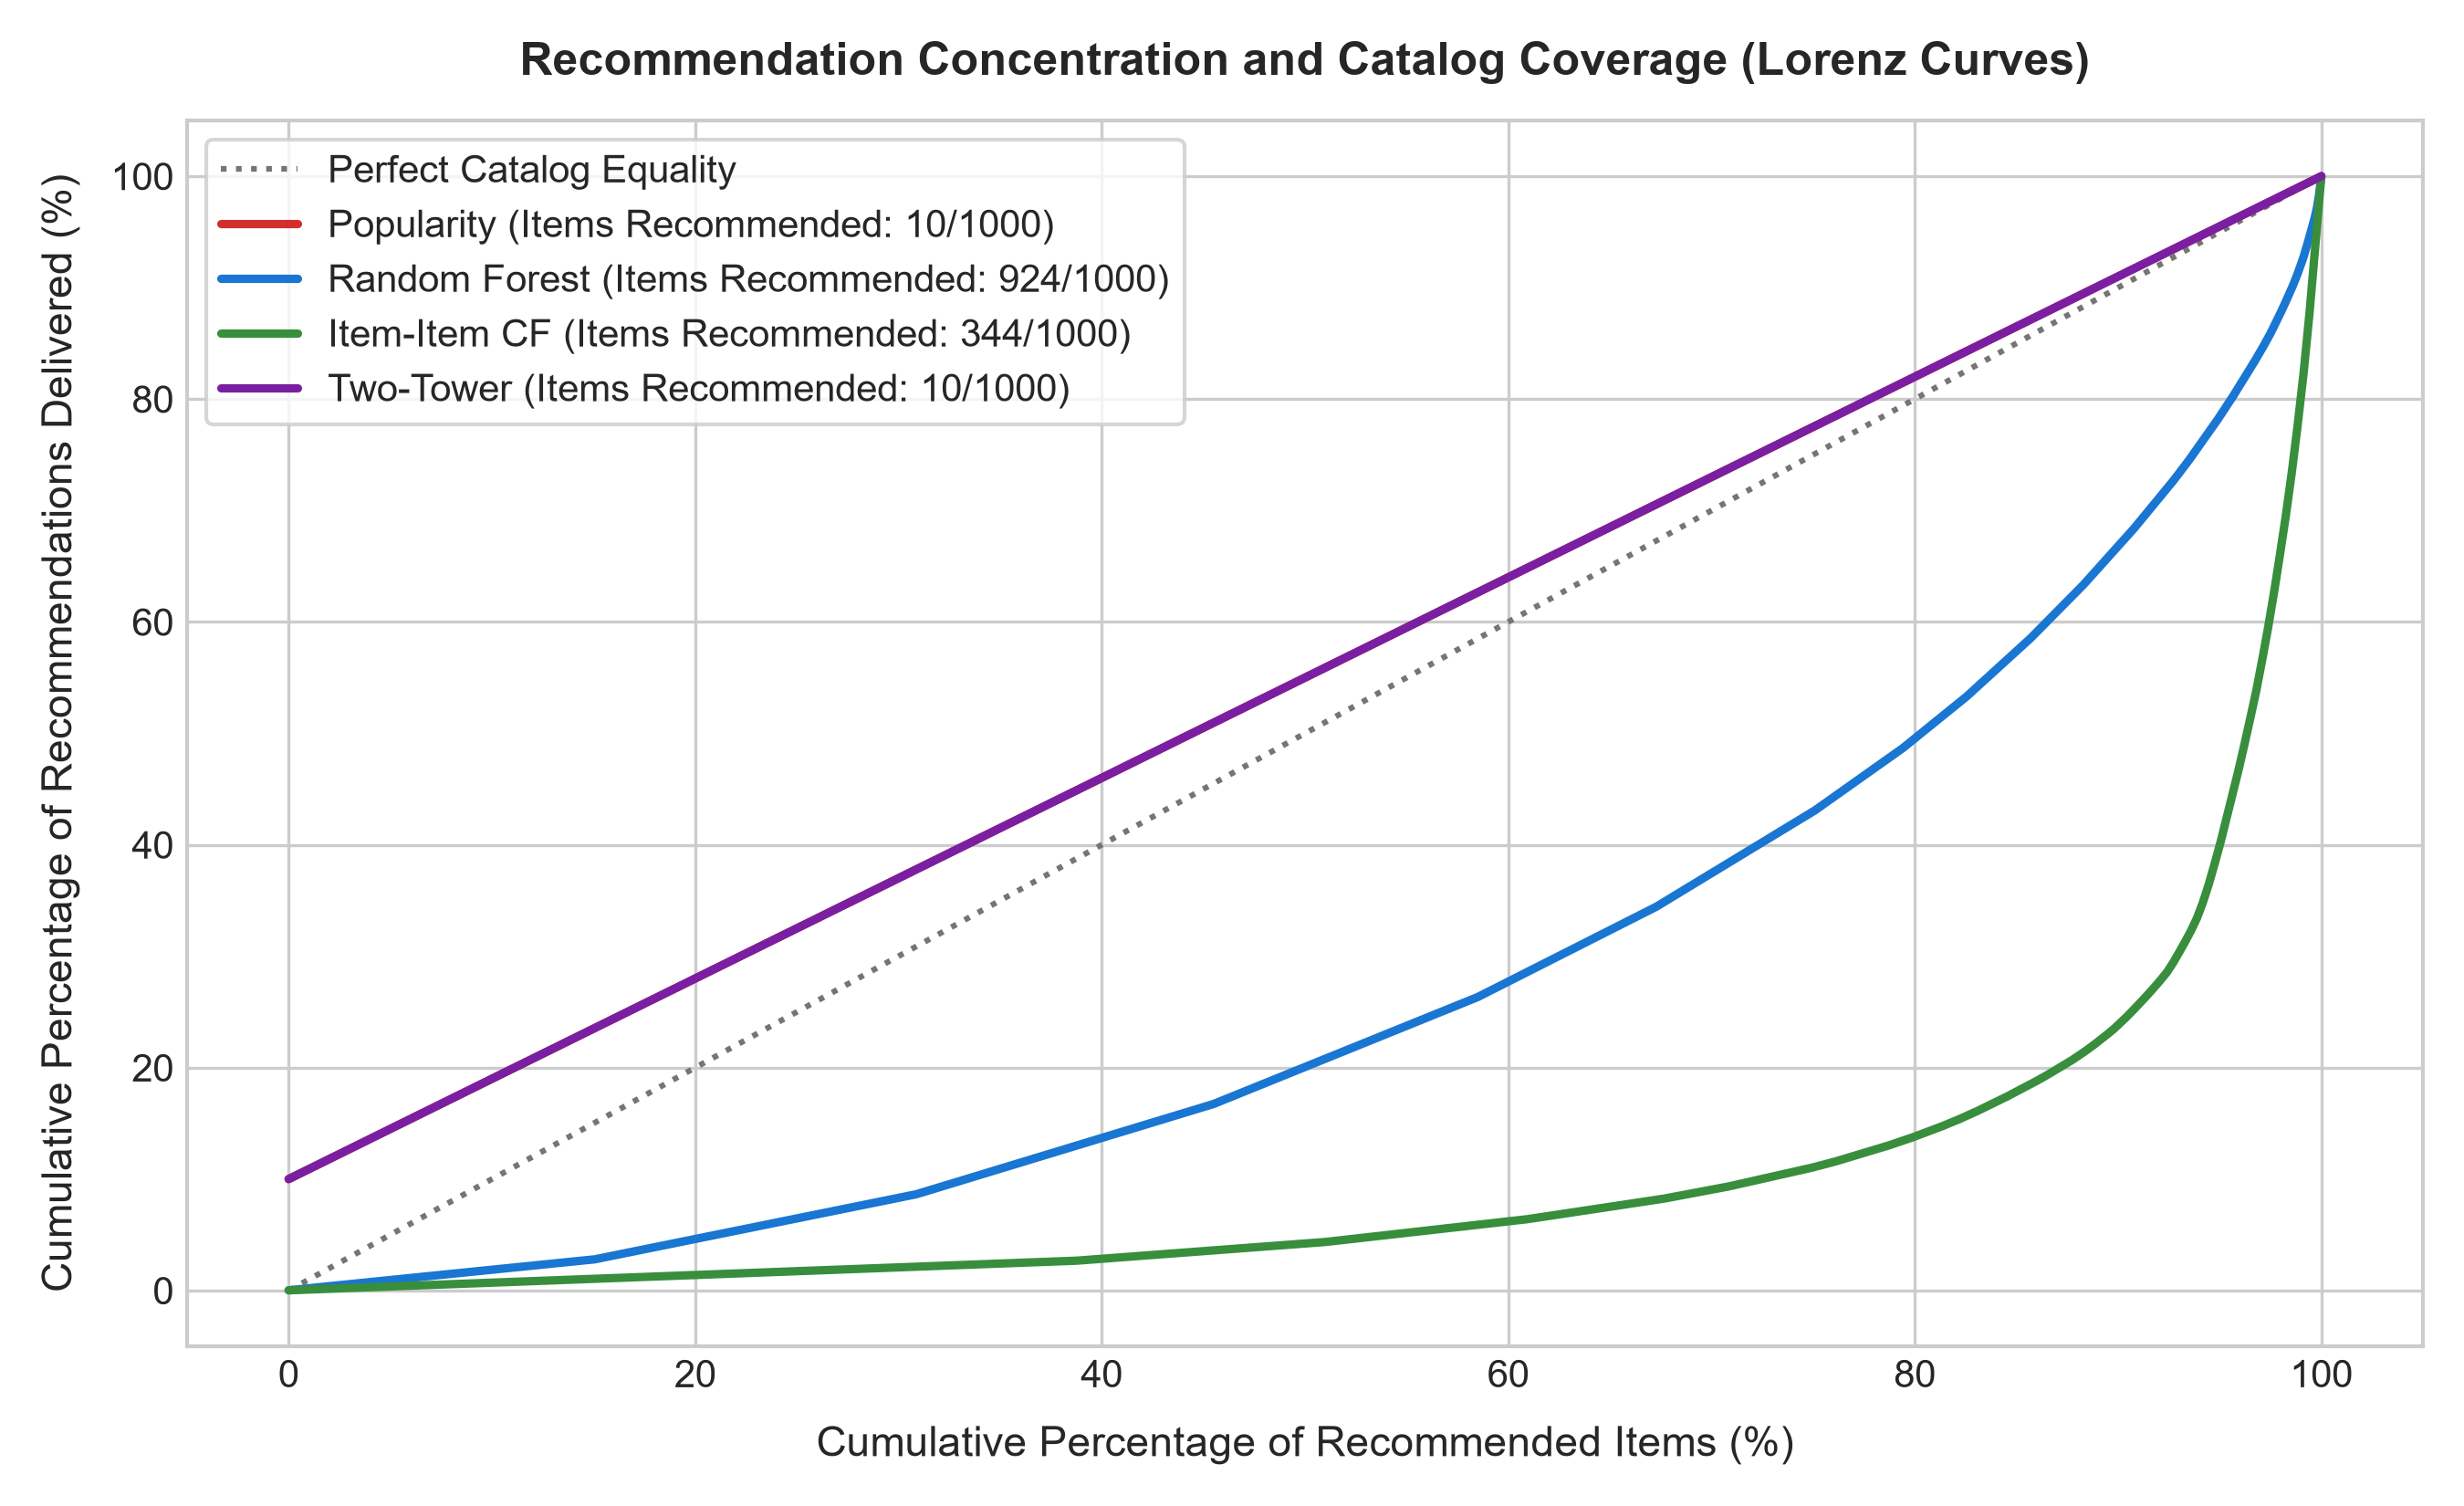 Recommendation Concentration and Catalog Coverage (Lorenz Curves)
Cumulative Percentage of Recommendations Delivered (%)
100
80
60
40
20
0
Perfect Catalog Equality
Popularity (Items Recommended: 10/1000)
Random Forest (Items Recommended: 924/1000)
Item-Item CF (Items Recommended: 344/1000)
Two-Tower (Items Recommended: 10/1000)
0 20 40 60 80 100
Cumulative Percentage of Recommended Items (%)